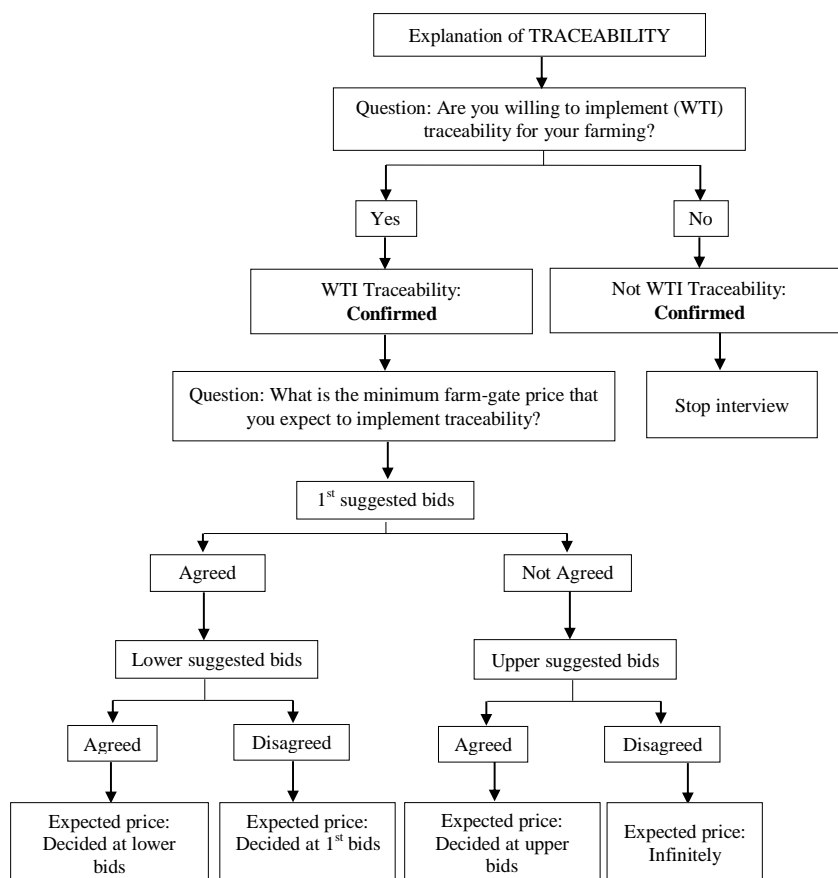 Explanation of TRACEABILITY
Question: Are you willing to implement (WTI)
traceability for your farming?
Yes
No
WTI Traceability:
Confirmed
Not WTI Traceability:
Confirmed
Question: What is the minimum farm-gate price that
you expect to implement traceability?
Stop interview
1st suggested bids
Agreed
Not Agreed
Lower suggested bids
Upper suggested bids
Agreed
Disagreed
Agreed
Disagreed
Expected price:
Decided at lower
bids
Expected price:
Decided at 1st bids
Expected price:
Decided at upper
bids
Expected price:
Infinitely